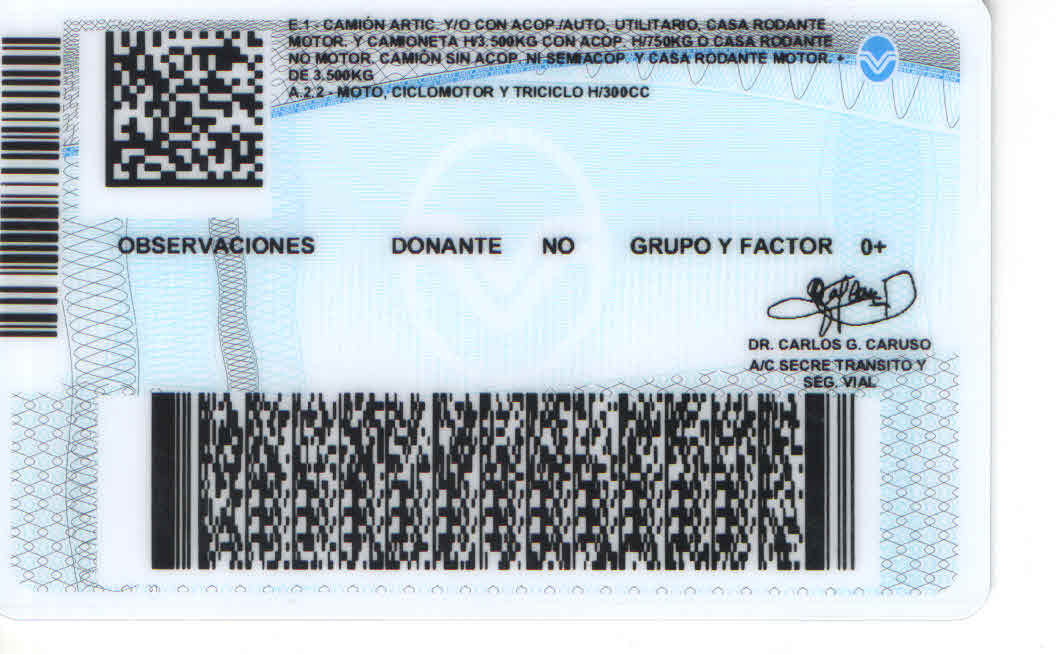 E.1 - CAMIÓN ARTIC. Y/O CON ACOP./AUTO, UTILITARIO, CASA RODANTE
MOTOR. Y CAMIONETA H/3.500KG CON ACOP. H/750KG O CASA RODANTE
NO MOTOR. CAMIÓN SIN ACOP. NI SEMIACOP. Y CASA RODANTE MOTOR. +
DE 3.500KG
A.2.2 - MOTO, CICLOMOTOR Y TRICICLO H/300CC
OBSERVACIONES DONANTE NO GRUPO Y FACTOR 0+
DR. CARLOS G. CARUSO
A/C SECRE TRANSITO Y
SEG. VIAL